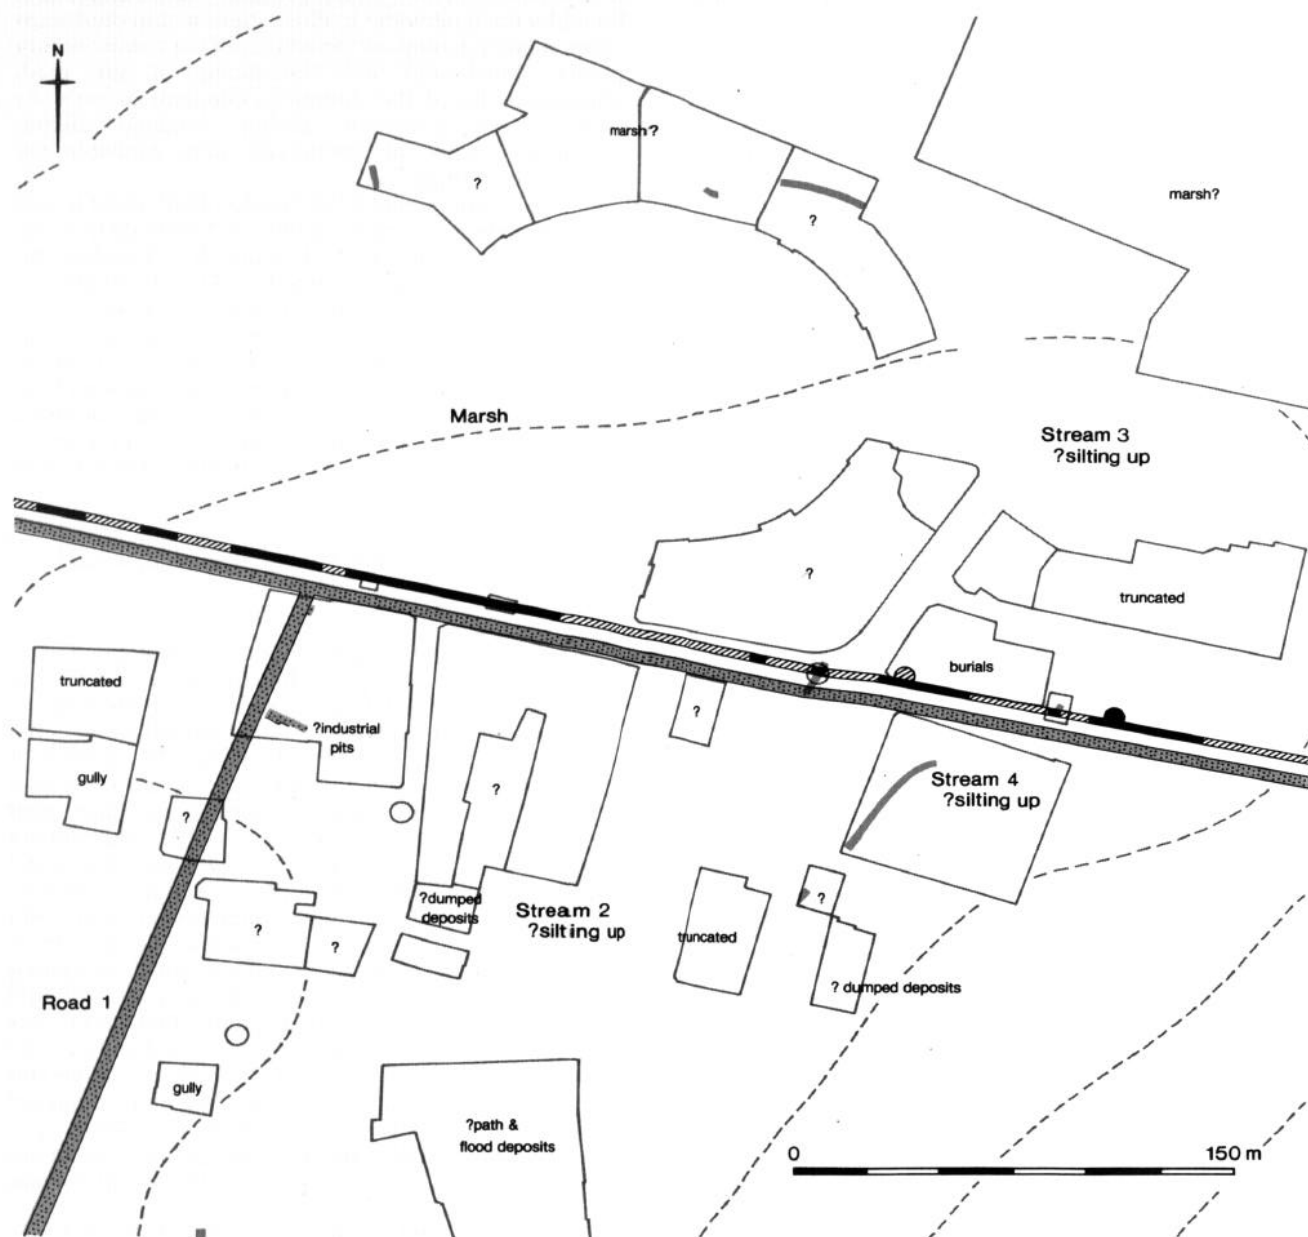 N
marsh?
?
marsh?
?
Marsh
Stream 3
?silting up
?
truncated
burials
truncated
?industrial
pits
?
gully
?
Stream 4
?silting up
?
?
?dumped
deposits
Stream 2
?silting up
?
truncated
?
?
? dumped deposits
Road 1
gully
?path &
flood deposits
0
150 m